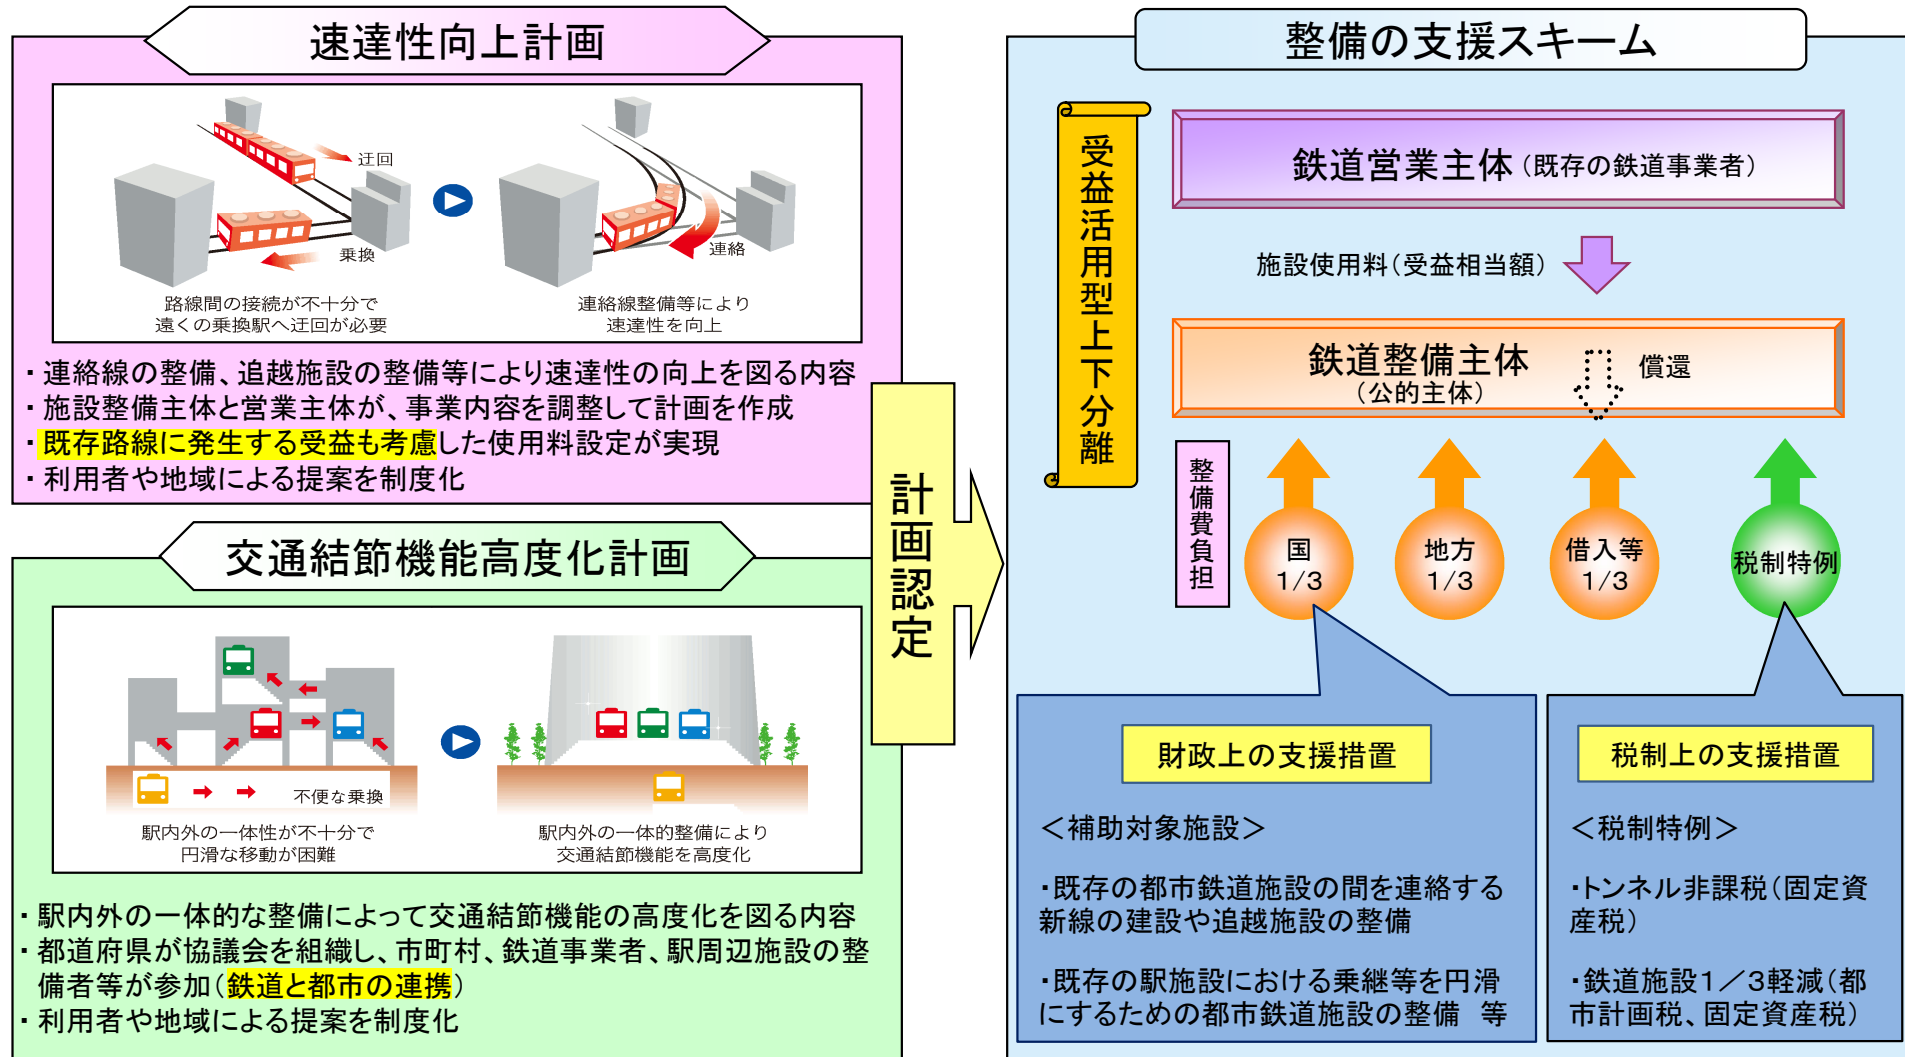 速達性向上計画
迂回
乗換
路線間の接続が不十分で
遠くの乗換駅へ迂回が必要
連絡
連絡線整備等により
速達性を向上
・連絡線の整備、追越施設の整備等により速達性の向上を図る内容
・施設整備主体と営業主体が、事業内容を調整して計画を作成
・既存路線に発生する受益も考慮した使用料設定が実現
・利用者や地域による提案を制度化
交通結節機能高度化計画
不便な乗換
駅内外の一体性が不十分で
円滑な移動が困難
駅内外の一体的整備により
交通結節機能を高度化
・駅内外の一体的な整備によって交通結節機能の高度化を図る内容
・都道府県が協議会を組織し、市町村、鉄道事業者、駅周辺施設の整
備者等が参加(鉄道と都市の連携)
・利用者や地域による提案を制度化
計画認定
整備の支援スキーム
受益活用型上下分離
鉄道営業主体(既存の鉄道事業者)
施設使用料(受益相当額)
鉄道整備主体
(公的主体)
償還
整備費負担
国
1/3
地方
1/3
借入等
1/3
税制特例
財政上の支援措置
<補助対象施設>
・既存の都市鉄道施設の間を連絡する
新線の建設や追越施設の整備
・既存の駅施設における乗継等を円滑
にするための都市鉄道施設の整備 等
税制上の支援措置
<税制特例>
・トンネル非課税(固定資
産税)
・鉄道施設1/3軽減(都
市計画税、固定資産税)